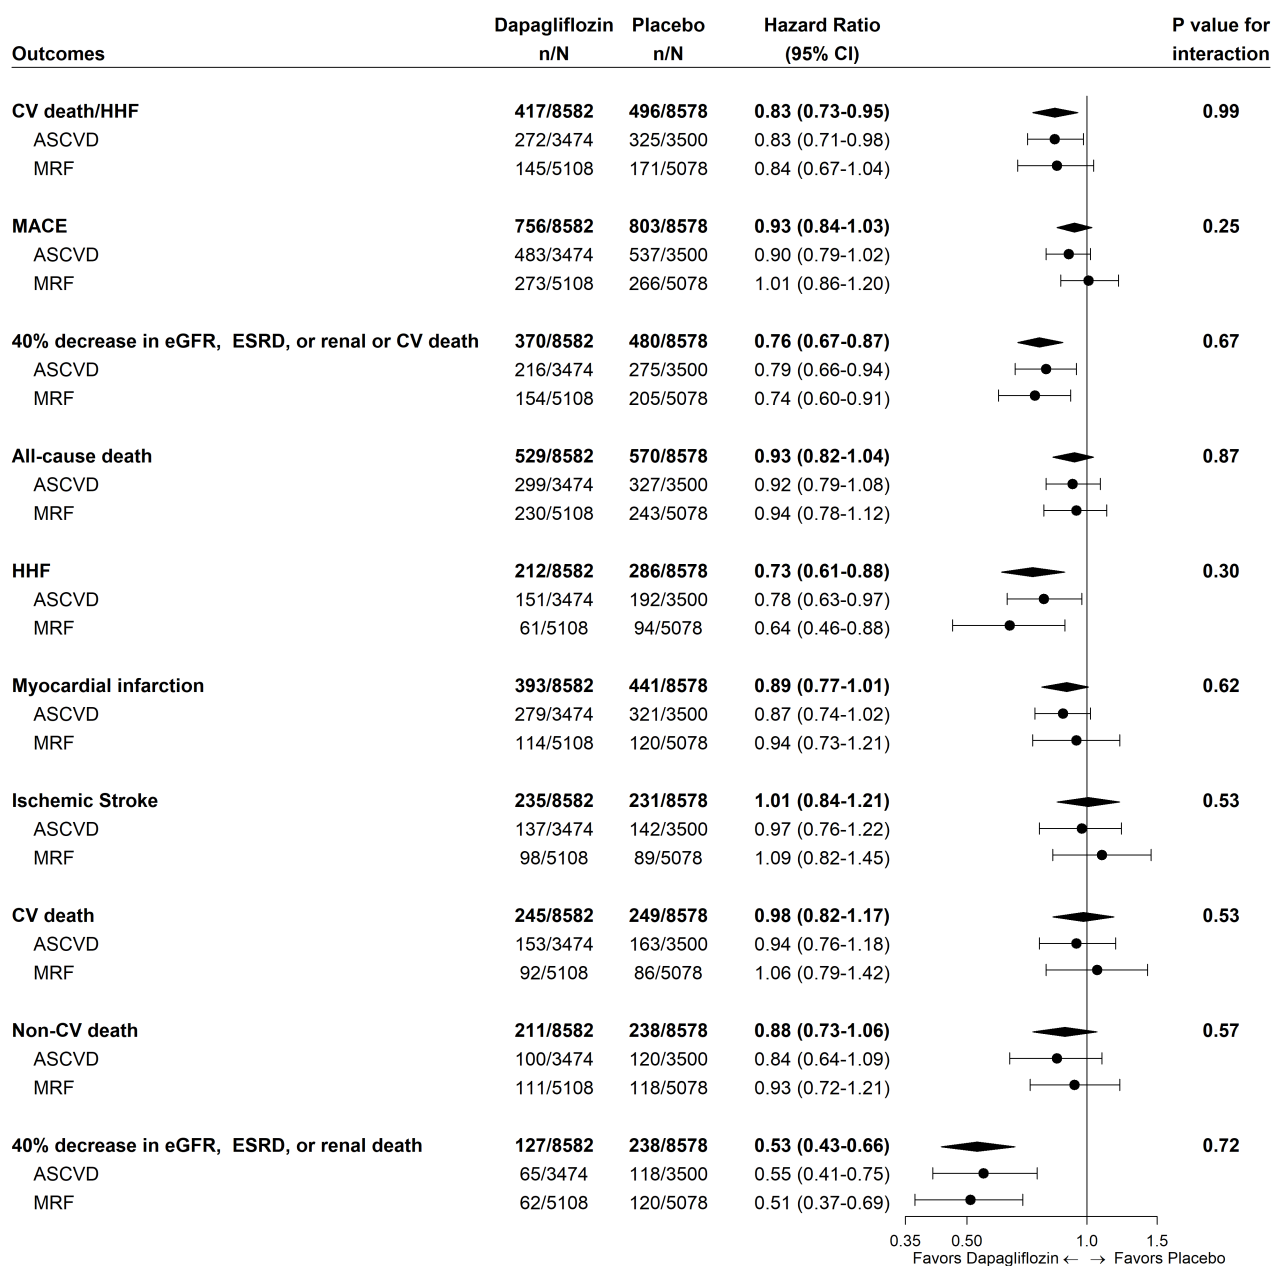 Dapagliflozin Placebo Hazard Ratio P value for
Outcomes n/N n/N (95% CI) interaction
CV death/HHF 417/8582 496/8578 0.83 (0.73-0.95) 0.99
ASCVD 272/3474 325/3500 0.83 (0.71-0.98)
MRF 145/5108 171/5078 0.84 (0.67-1.04)
MACE 756/8582 803/8578 0.93 (0.84-1.03) 0.25
ASCVD 483/3474 537/3500 0.90 (0.79-1.02)
MRF 273/5108 266/5078 1.01 (0.86-1.20)
40% decrease in eGFR, ESRD, or renal or CV death 370/8582 480/8578 0.76 (0.67-0.87) 0.67
ASCVD 216/3474 275/3500 0.79 (0.66-0.94)
MRF 154/5108 205/5078 0.74 (0.60-0.91)
All-cause death 529/8582 570/8578 0.93 (0.82-1.04) 0.87
ASCVD 299/3474 327/3500 0.92 (0.79-1.08)
MRF 230/5108 243/5078 0.94 (0.78-1.12)
HHF 212/8582 286/8578 0.73 (0.61-0.88) 0.30
ASCVD 151/3474 192/3500 0.78 (0.63-0.97)
MRF 61/5108 94/5078 0.64 (0.46-0.88)
Myocardial infarction 393/8582 441/8578 0.89 (0.77-1.01) 0.62
ASCVD 279/3474 321/3500 0.87 (0.74-1.02)
MRF 114/5108 120/5078 0.94 (0.73-1.21)
Ischemic Stroke 235/8582 231/8578 1.01 (0.84-1.21) 0.53
ASCVD 137/3474 142/3500 0.97 (0.76-1.22)
MRF 98/5108 89/5078 1.09 (0.82-1.45)
CV death 245/8582 249/8578 0.98 (0.82-1.17) 0.53
ASCVD 153/3474 163/3500 0.94 (0.76-1.18)
MRF 92/5108 86/5078 1.06 (0.79-1.42)
Non-CV death 211/8582 238/8578 0.88 (0.73-1.06) 0.57
ASCVD 100/3474 120/3500 0.84 (0.64-1.09)
MRF 111/5108 118/5078 0.93 (0.72-1.21)
40% decrease in eGFR, ESRD, or renal death 127/8582 238/8578 0.53 (0.43-0.66) 0.72
ASCVD 65/3474 118/3500 0.55 (0.41-0.75)
MRF 62/5108 120/5078 0.51 (0.37-0.69)
0.35 0.50 1.0 1.5
Favors Dapagliflozin ← → Favors Placebo